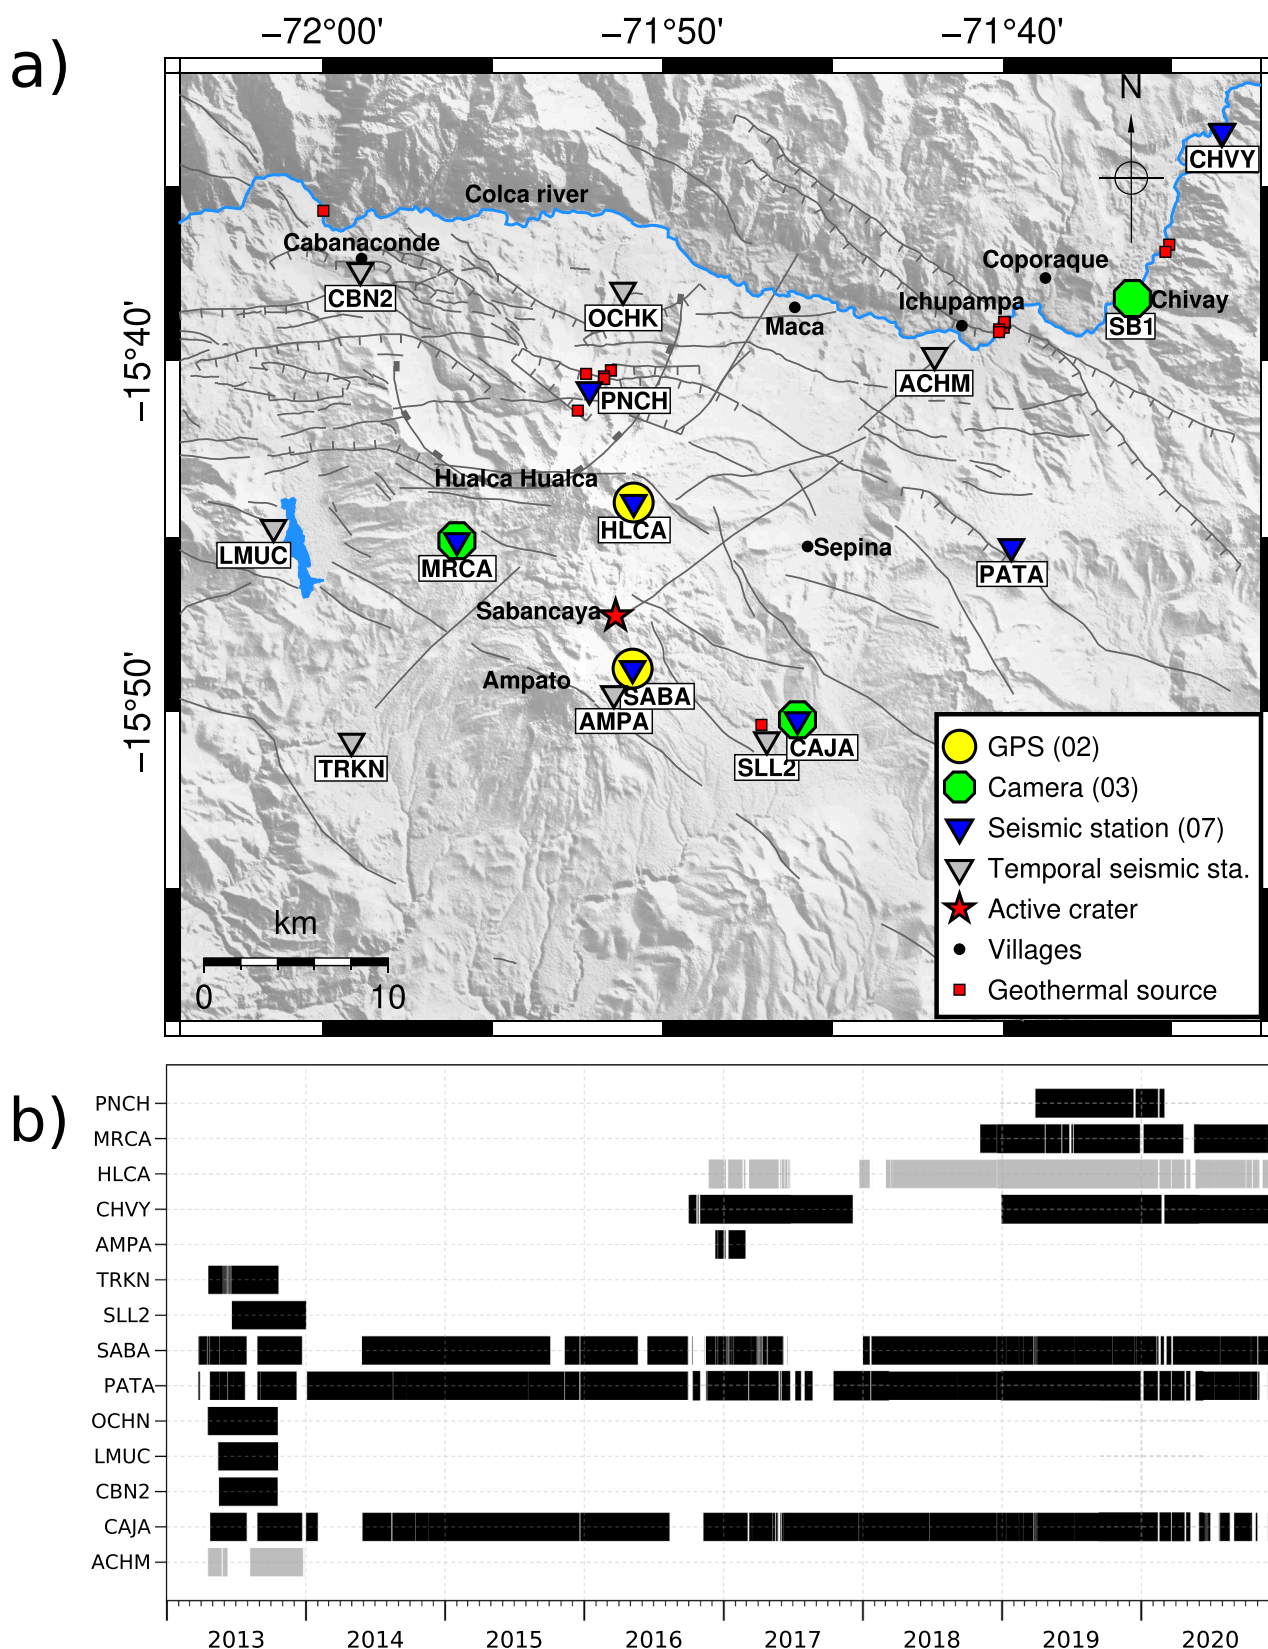 a)
−72°00'
−71°50'
−71°40'
N
CHVY
Colca river
Cabanaconde
CBN2
Coporaque
OCHK
Ichupampa
Chivay
Maca
SB1
−15°40'
ACHM
PNCH
Hualca Hualca
HLCA
LMUC
MRCA
Sepina
PATA
Sabancaya
−15°50'
Ampato
SABA
AMPA
CAJA
TRKN
SLL2
GPS (02)
Camera (03)
Seismic station (07)
Temporal seismic sta.
Active crater
Villages
Geothermal source
km
0 10
b)
PNCH
MRCA
HLCA
CHVY
AMPA
TRKN
SLL2
SABA
PATA
OCHN
LMUC
CBN2
CAJA
ACHM
2013 2014 2015 2016 2017 2018 2019 2020